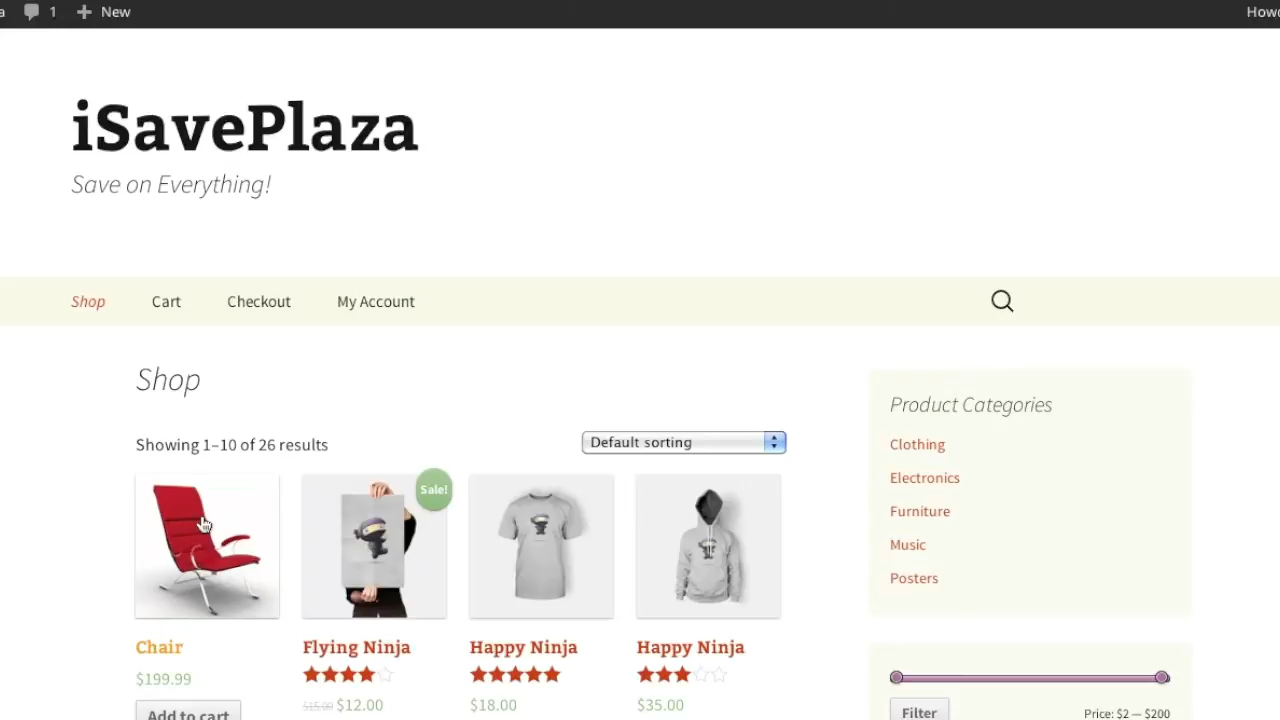 a 1 New Howd
iSavePlaza
Save on Everything!
Shop Cart Checkout My Account
Shop
Showing 1–10 of 26 results
Default sorting
Sale!
Chair
$199.99
Add to cart
Flying Ninja
$15.00 $12.00
Happy Ninja
$18.00
Happy Ninja
$35.00
Product Categories
Clothing
Electronics
Furniture
Music
Posters
Filter
Price: $2 — $200